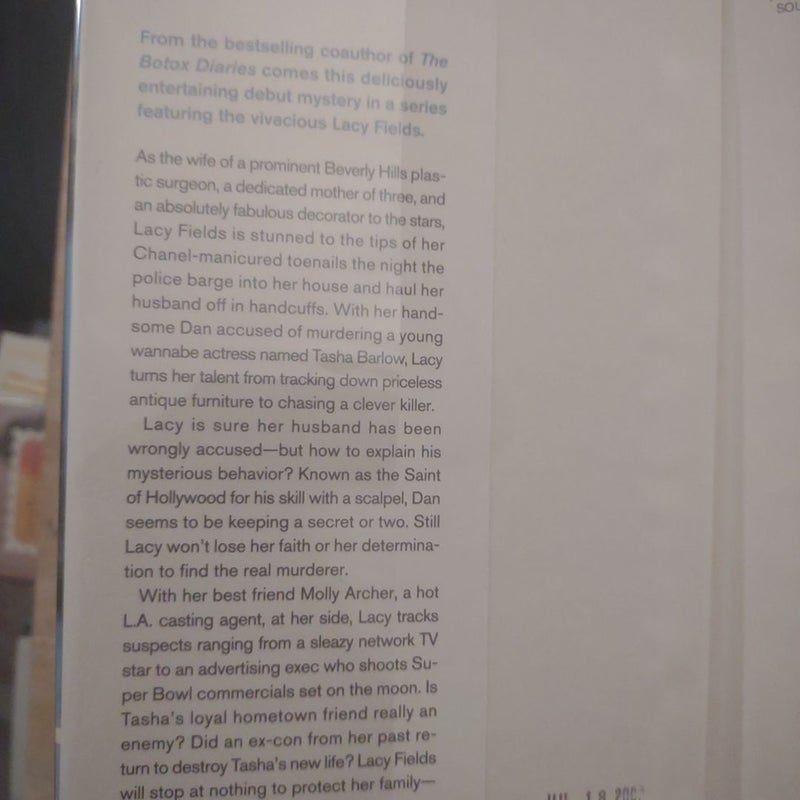 From the bestselling coauthor of The
Botox Diaries comes this deliciously
entertaining debut mystery in a series
featuring the vivacious Lacy Fields.
As the wife of a prominent Beverly Hills plas-
tic surgeon, a dedicated mother of three, and
an absolutely fabulous decorator to the stars,
Lacy Fields is stunned to the tips of her
Chanel-manicured toenails the night the
police barge into her house and haul her
husband off in handcuffs. With her hand-
some Dan accused of murdering a young
wannabe actress named Tasha Barlow, Lacy
turns her talent from tracking down priceless
antique furniture to chasing a clever killer.
Lacy is sure her husband has been
wrongly accused—but how to explain his
mysterious behavior? Known as the Saint
of Hollywood for his skill with a scalpel, Dan
seems to be keeping a secret or two. Still
Lacy won't lose her faith or her determina-
tion to find the real murderer.
With her best friend Molly Archer, a hot
L.A. casting agent, at her side, Lacy tracks
suspects ranging from a sleazy network TV
star to an advertising exec who shoots Su-
per Bowl commercials set on the moon. Is
Tasha's loyal hometown friend really an
enemy? Did an ex-con from her past re-
turn to destroy Tasha's new life? Lacy Fields
will stop at nothing to protect her family—
18